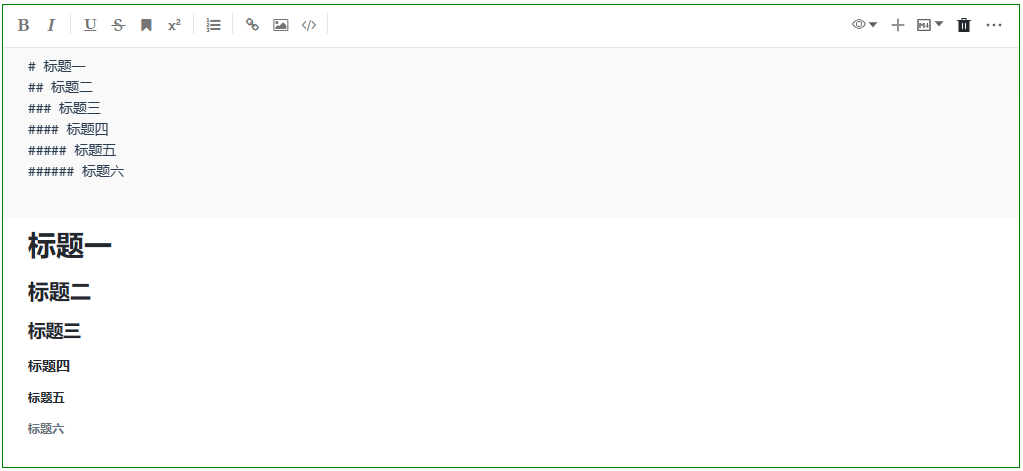 B I U S x²
# 标题一
## 标题二
### 标题三
#### 标题四
##### 标题五
###### 标题六
标题一
标题二
标题三
标题四
标题五
标题六